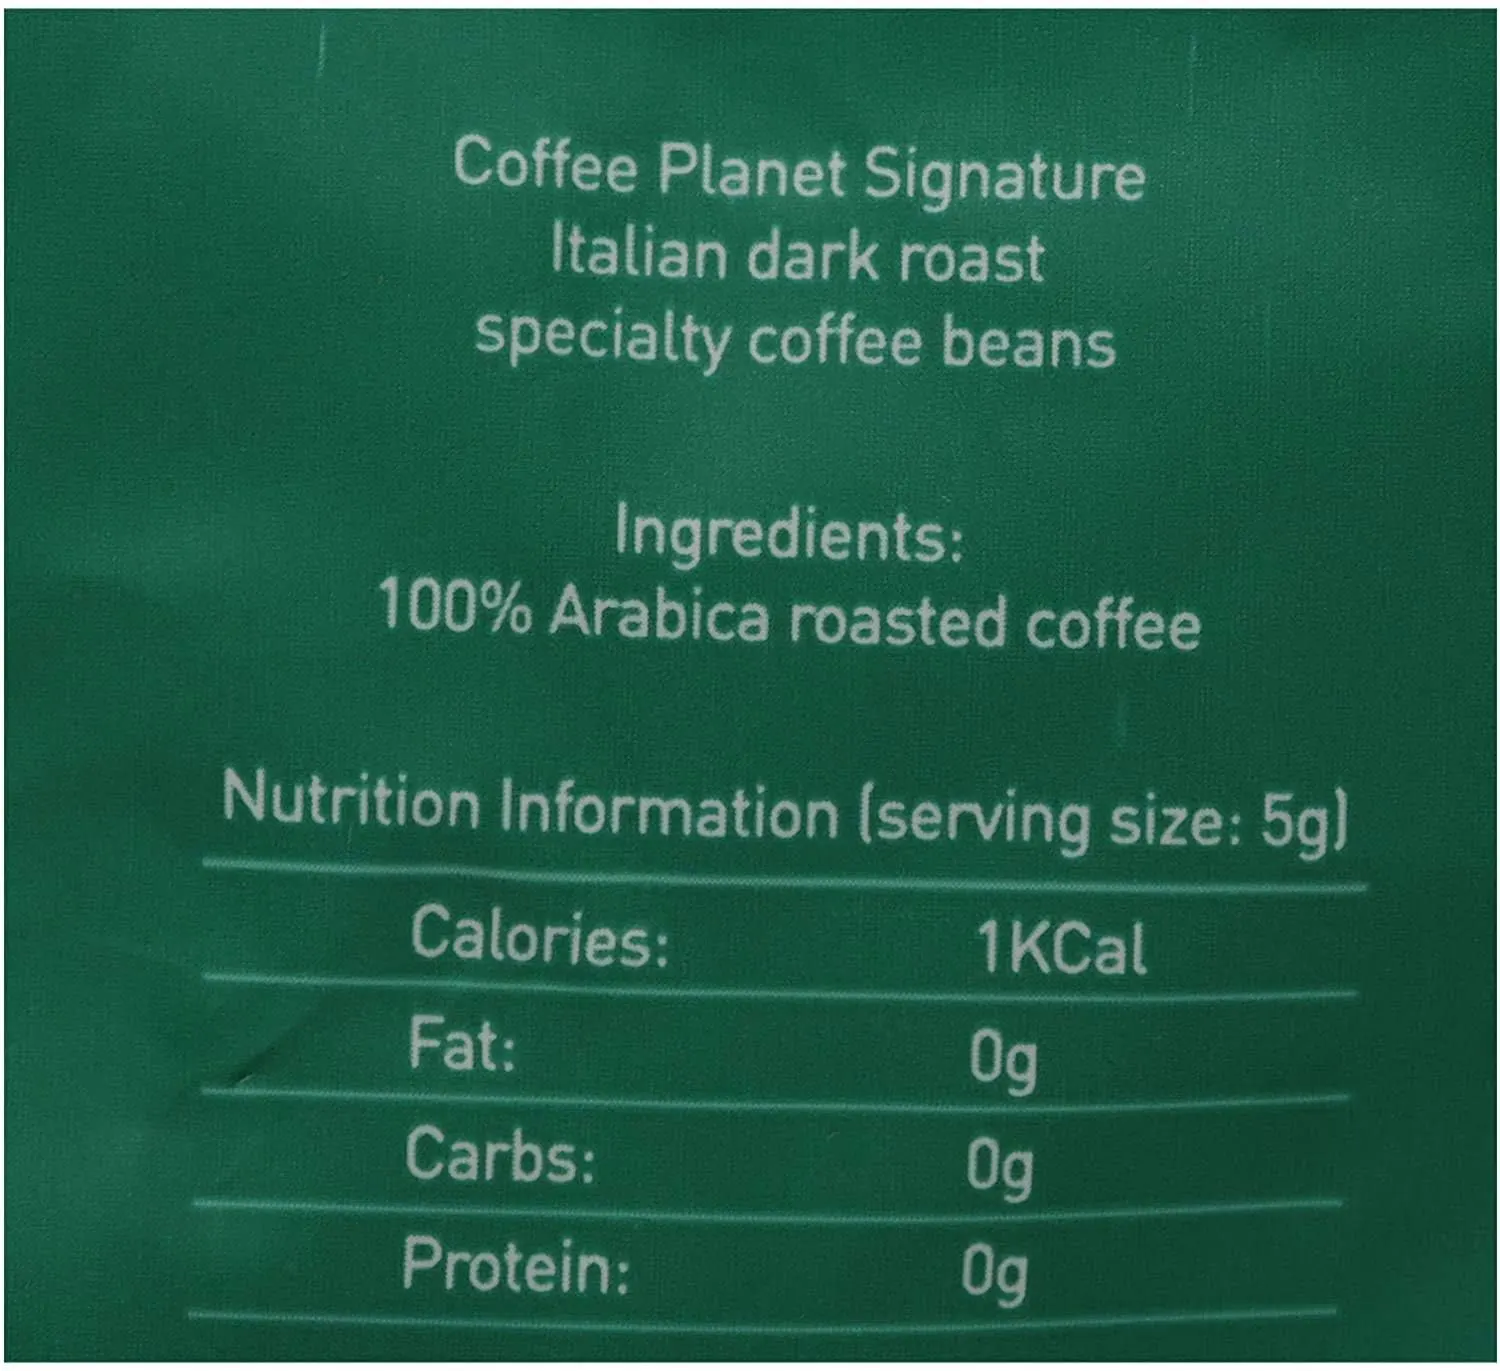 Coffee Planet Signature
Italian dark roast
specialty coffee beans
Ingredients:
100% Arabica roasted coffee
Nutrition Information (serving size: 5g)
Calories: 1KCal
Fat: 0g
Carbs: 0g
Protein: 0g